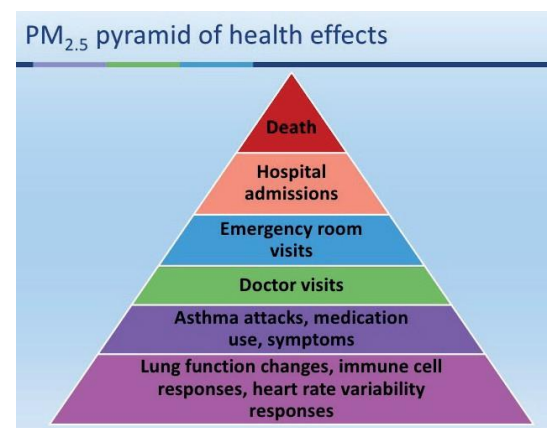 PM2.5 pyramid of health effects
Death
Hospital
admissions
Emergency room
visits
Doctor visits
Asthma attacks, medication
use, symptoms
Lung function changes, immune cell
responses, heart rate variability
responses